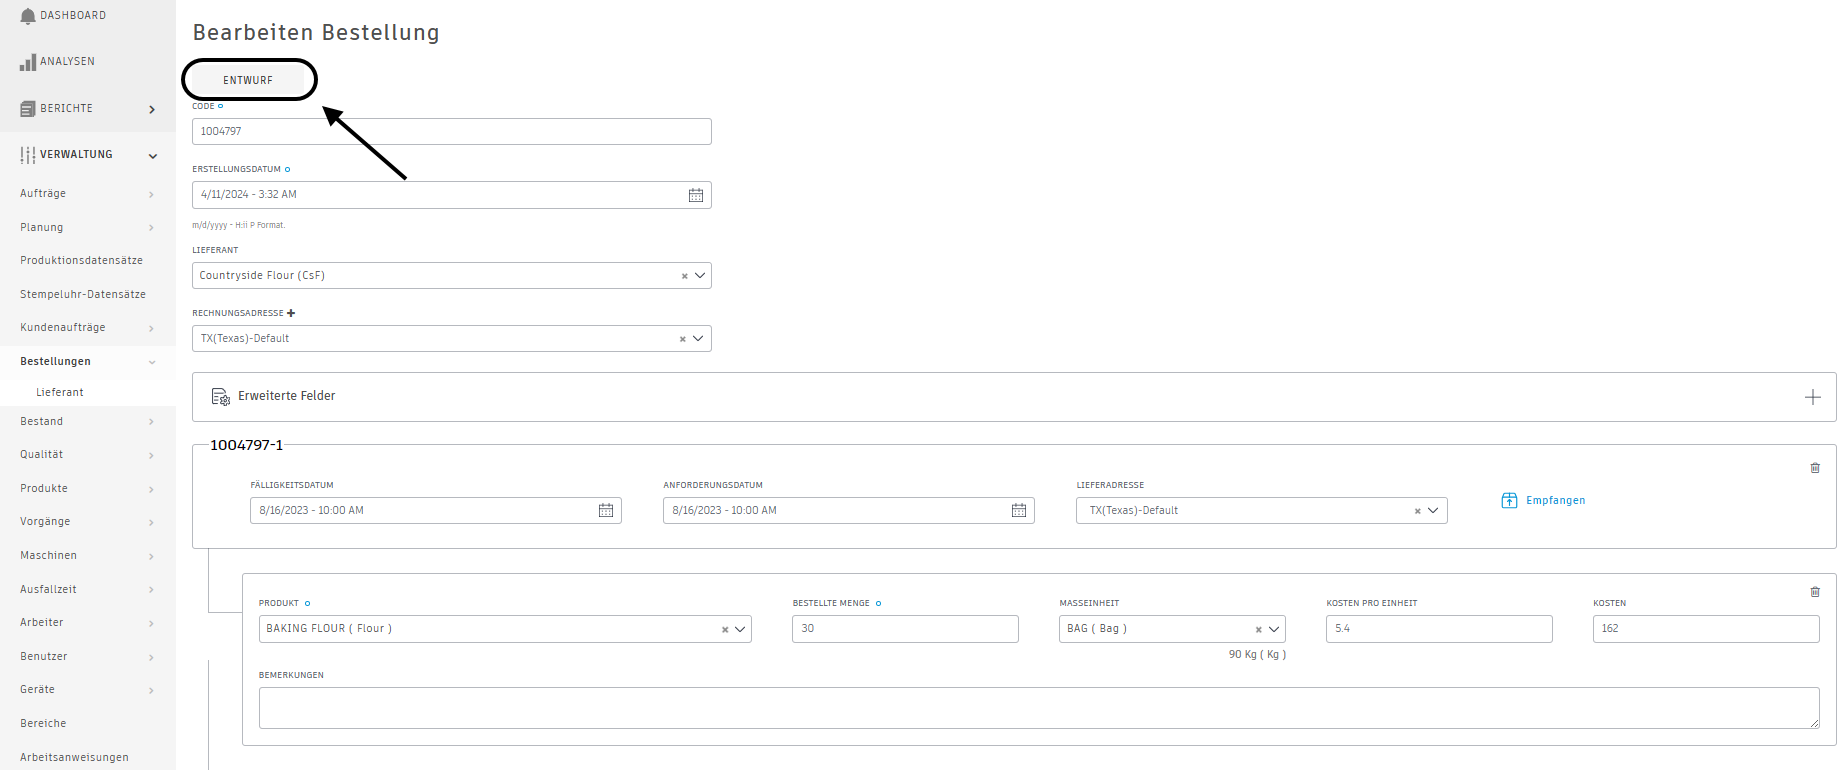 DASHBOARD
ANALYSEN
BERICHTE
VERWALTUNG
Aufträge
Planung
Produktionsdatensätze
Stempeluhr-Datensätze
Kundenaufträge
Bestellungen
Lieferant
Bestand
Qualität
Produkte
Vorgänge
Maschinen
Ausfallzeit
Arbeiter
Benutzer
Geräte
Bereiche
Arbeitsanweisungen
Bearbeiten Bestellung
ENTWURF
CODE
1004797
ERSTELLUNGSDATUM
4/11/2024 - 3:32 AM
m/d/yyyy - H:ii P Format.
LIEFERANT
Countryside Flour (CsF)
RECHNUNGSADRESSE
TX(Texas)-Default
Erweiterte Felder
1004797-1
FÄLLIGKEITSDATUM ANFORDERUNGSDATUM LIEFERADRESSE
8/16/2023 - 10:00 AM 8/16/2023 - 10:00 AM TX(Texas)-Default Empfangen
PRODUKT BESTELLTE MENGE MASSEINHEIT KOSTEN PRO EINHEIT KOSTEN
BAKING FLOUR ( Flour ) 30 BAG ( Bag ) 5.4 162
90 Kg ( Kg )
BEMERKUNGEN